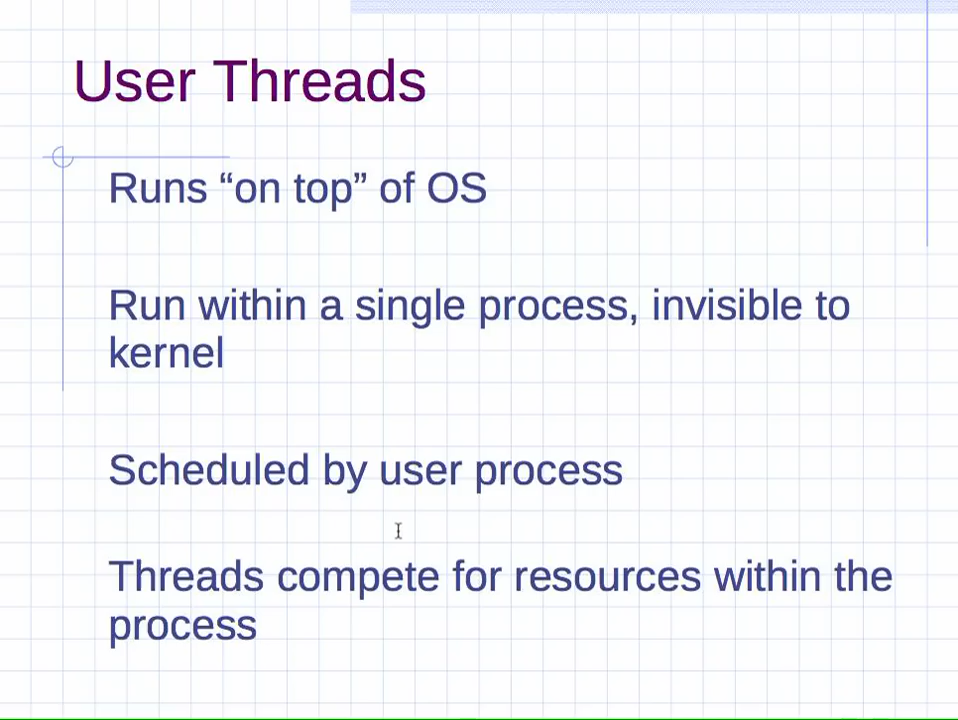 User Threads
Runs “on top” of OS
Run within a single process, invisible to
kernel
Scheduled by user process
Threads compete for resources within the
process